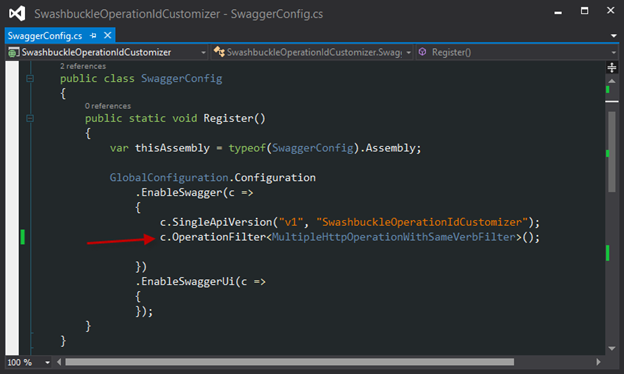 SwashbuckleOperationIdCustomizer - SwaggerConfig.cs
SwaggerConfig.cs
SwashbuckleOperationIdCustomizer SwashbuckleOperationIdCustomizer.Swagg Register()
2 references
public class SwaggerConfig
{
0 references
public static void Register()
{
var thisAssembly = typeof(SwaggerConfig).Assembly;
GlobalConfiguration.Configuration
.EnableSwagger(c =>
{
c.SingleApiVersion("v1", "SwashbuckleOperationIdCustomizer");
c.OperationFilter<MultipleHttpOperationWithSameVerbFilter>();
})
.EnableSwaggerUi(c =>
{
});
}
}
100 %